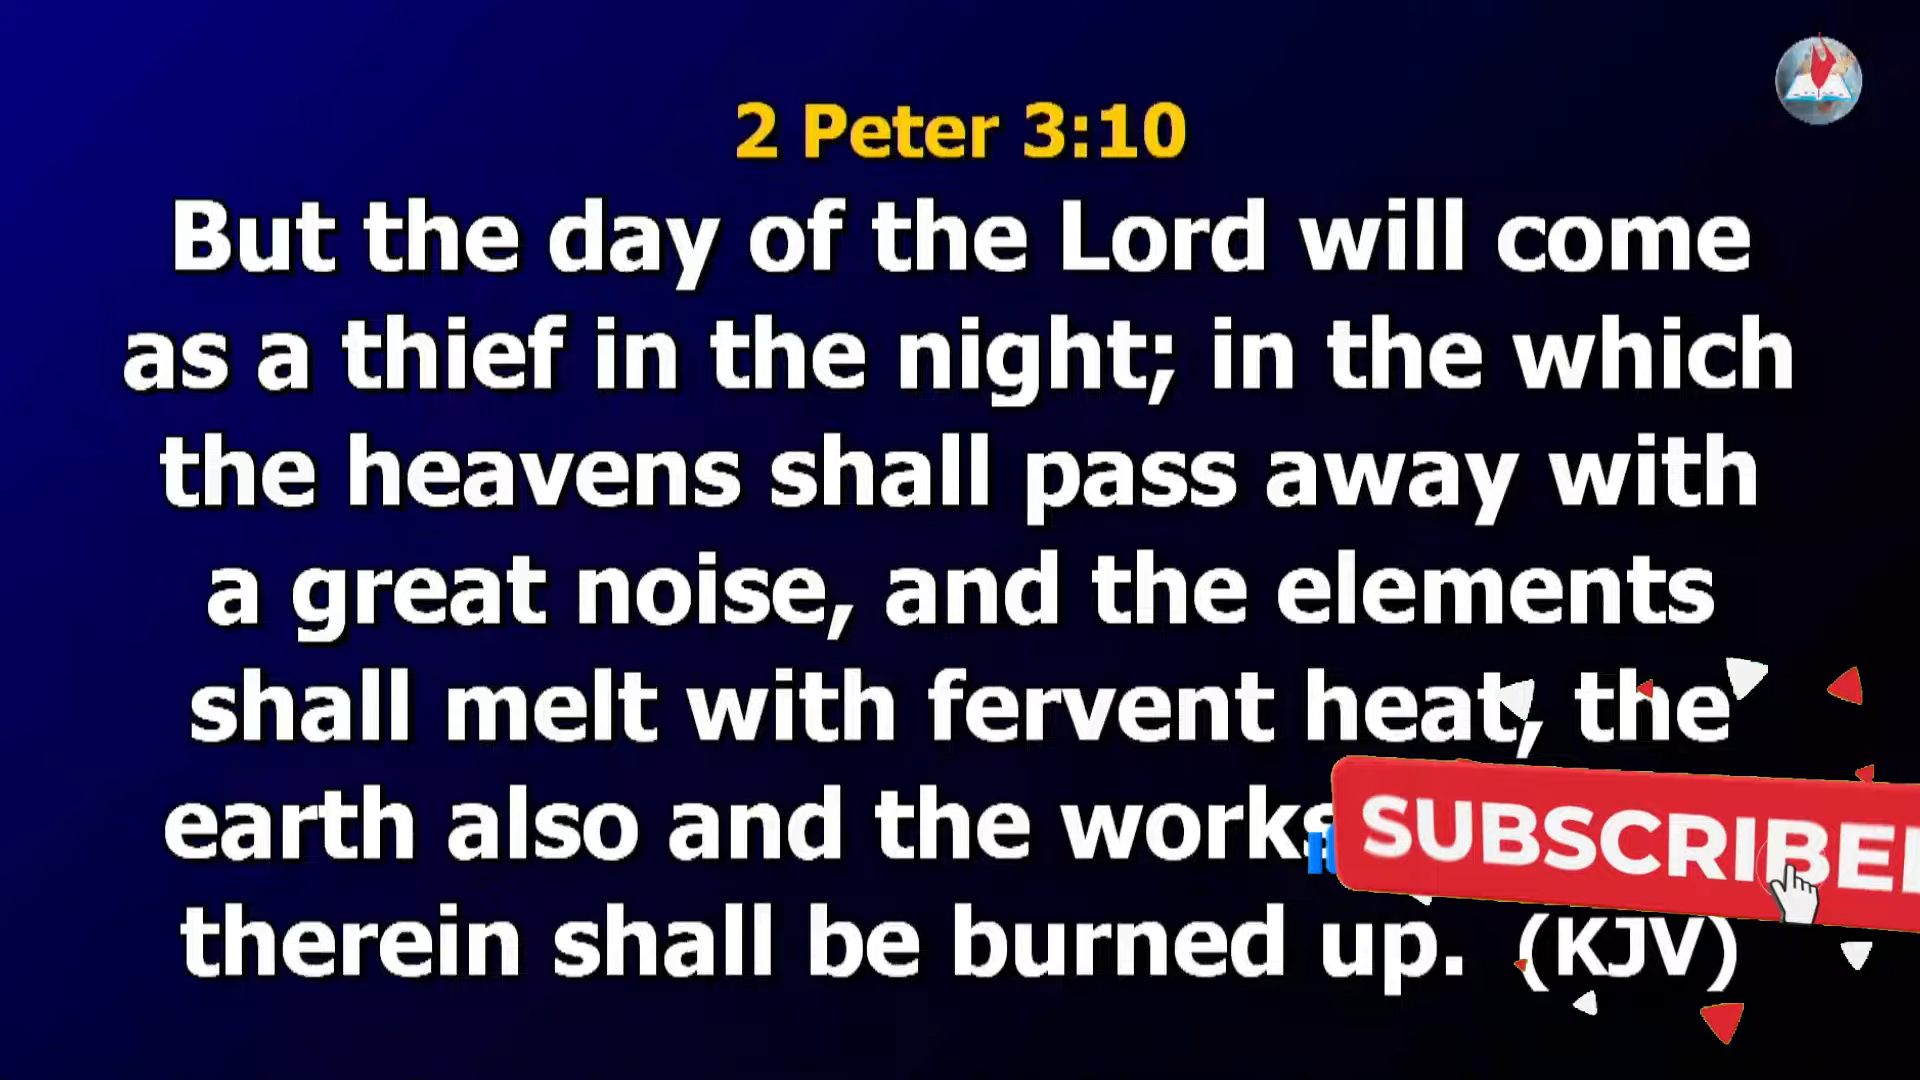 2 Peter 3:10
But the day of the Lord will come
as a thief in the night; in the which
the heavens shall pass away with
a great noise, and the elements
shall melt with fervent heat, the
earth also and the works
therein shall be burned up. (KJV)
SUBSCRIBE